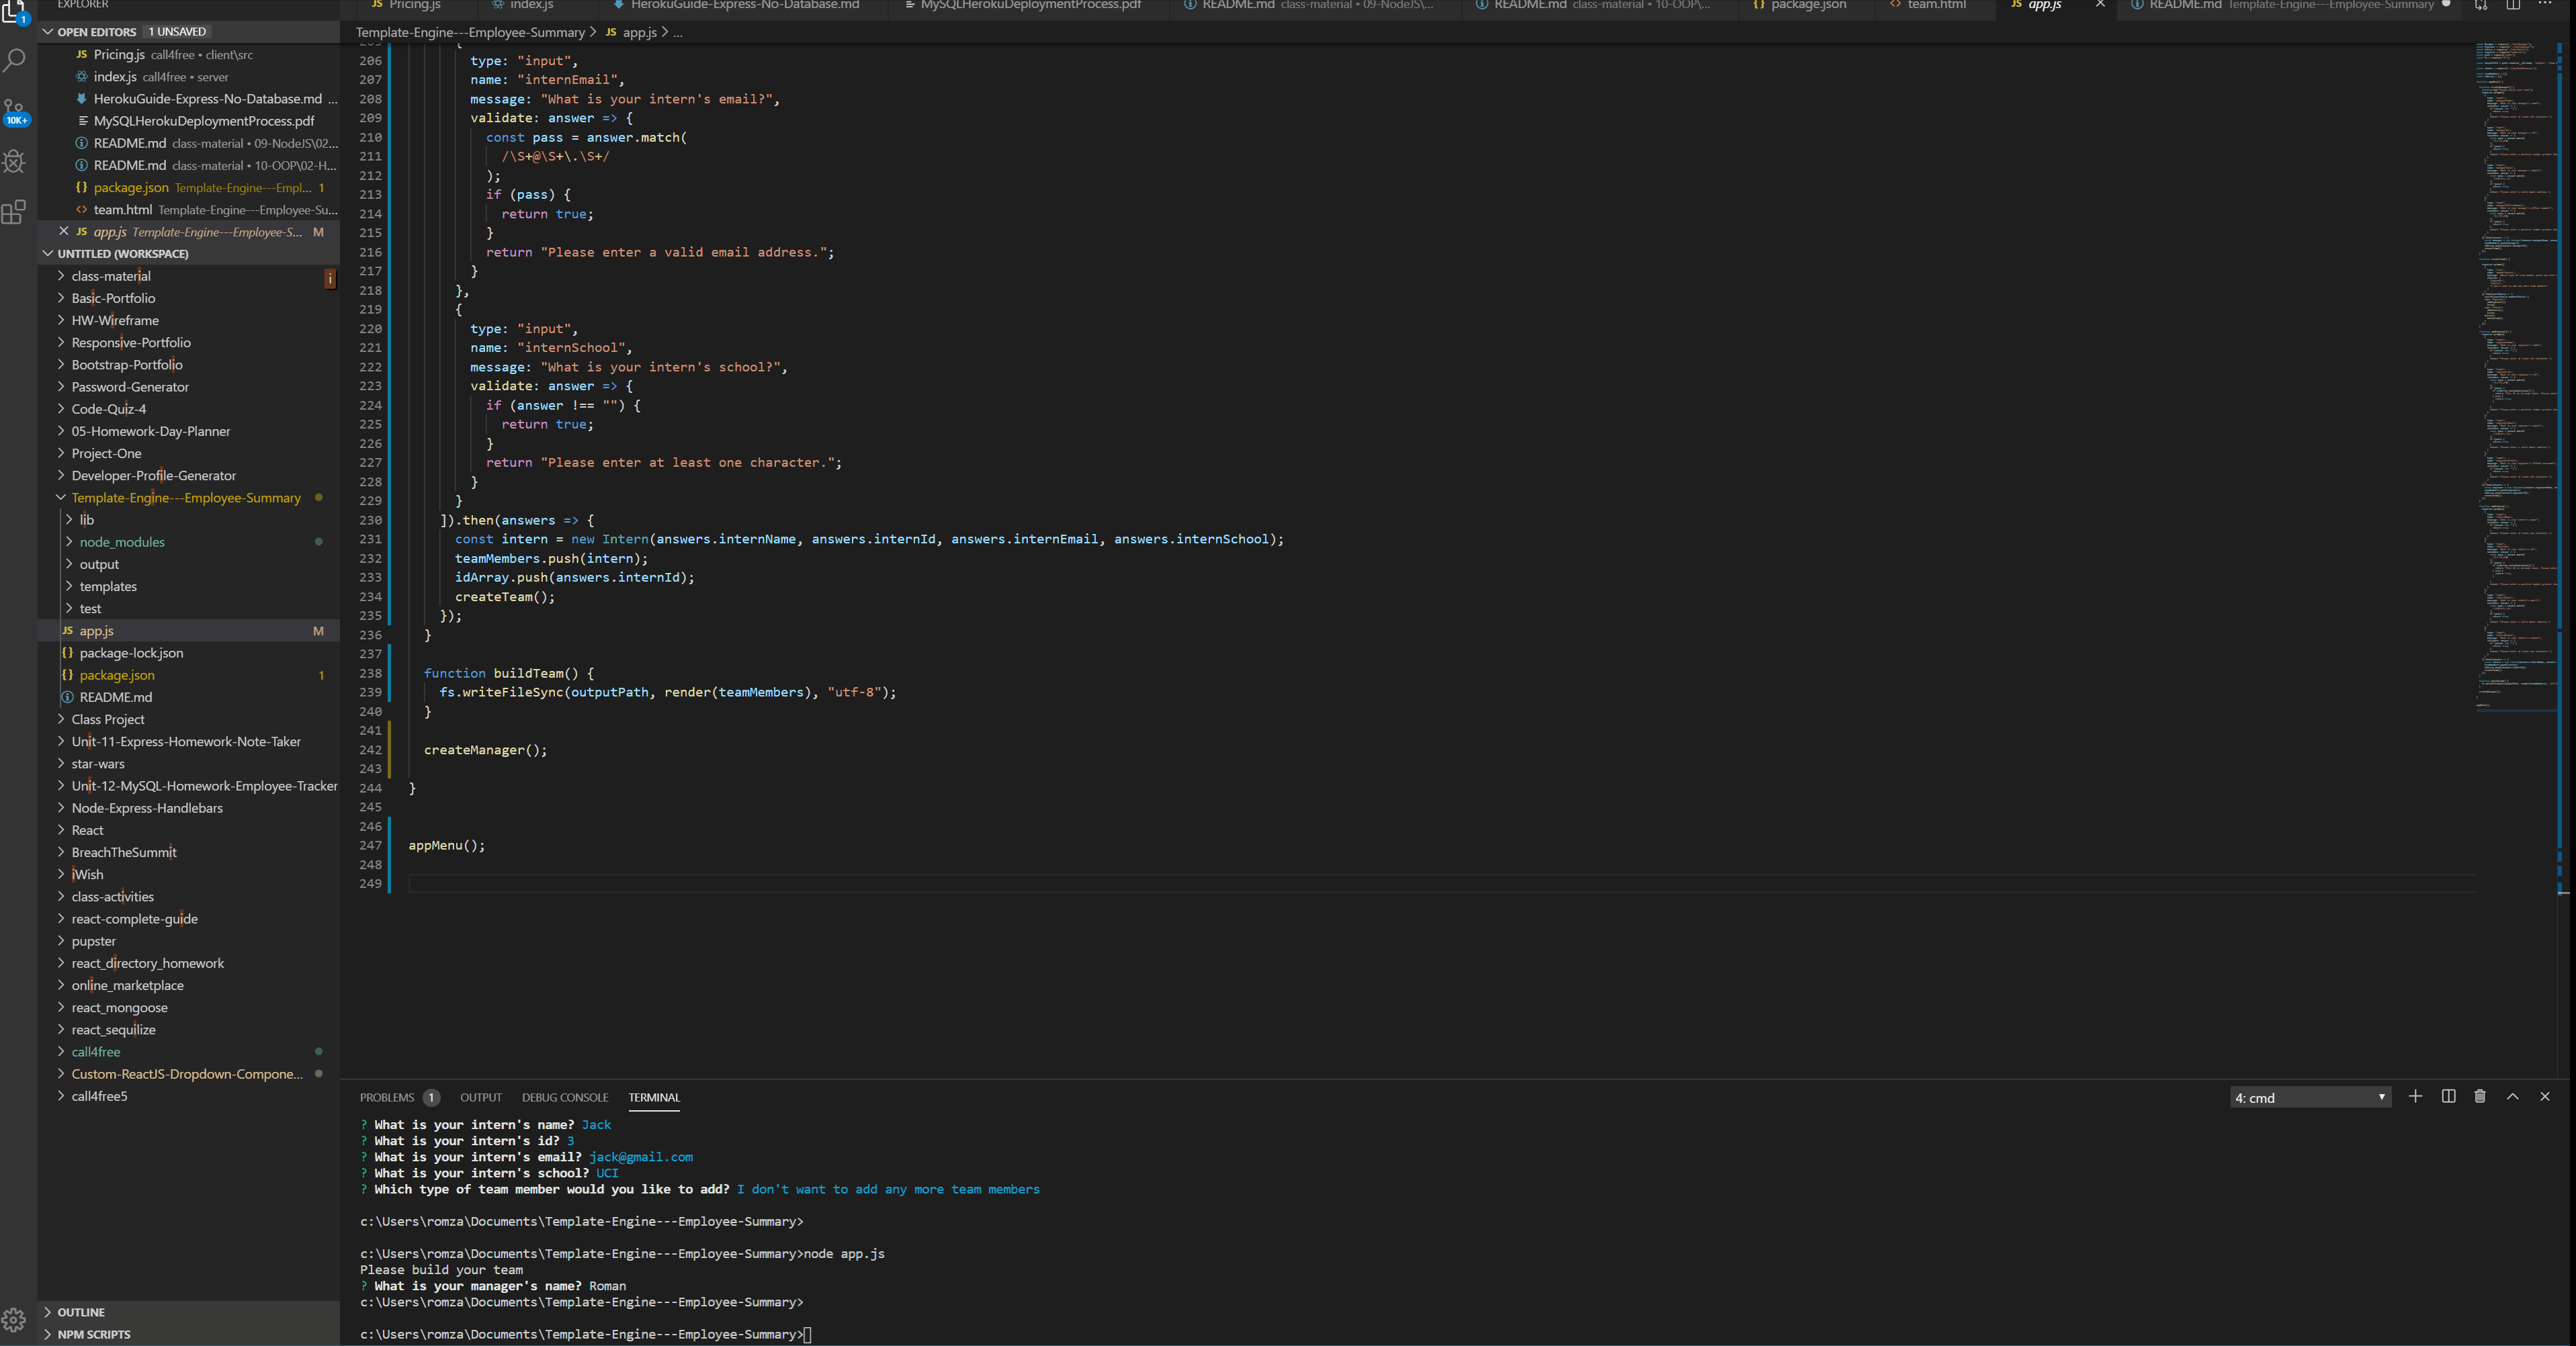 EXPLORER
OPEN EDITORS 1 UNSAVED
JS Pricing.js call4free • client\src
index.js call4free • server
HerokuGuide-Express-No-Database.md ...
MySQLHerokuDeploymentProcess.pdf
README.md class-material • 09-NodeJS\02...
README.md class-material • 10-OOP\02-H...
{} package.json Template-Engine---Empl... 1
<> team.html Template-Engine---Employee-Su...
JS app.js Template-Engine---Employee-S... M
UNTITLED (WORKSPACE)
class-material
Basic-Portfolio
HW-Wireframe
Responsive-Portfolio
Bootstrap-Portfolio
Password-Generator
Code-Quiz-4
05-Homework-Day-Planner
Project-One
Developer-Profile-Generator
Template-Engine---Employee-Summary
lib
node_modules
output
templates
test
JS app.js M
{} package-lock.json
{} package.json 1
README.md
Class Project
Unit-11-Express-Homework-Note-Taker
star-wars
Unit-12-MySQL-Homework-Employee-Tracker
Node-Express-Handlebars
React
BreachTheSummit
iWish
class-activities
react-complete-guide
pupster
react_directory_homework
online_marketplace
react_mongoose
react_sequilize
call4free
Custom-ReactJS-Dropdown-Compone...
call4free5
OUTLINE
NPM SCRIPTS
1
10K+
i
JS Pricing.js index.js HerokuGuide-Express-No-Database.md MySQLHerokuDeploymentProcess.pdf README.md class-material • 09-NodeJS\... README.md class-material • 10-OOP\... {} package.json <> team.html JS app.js README.md Template-Engine---Employee-Summary
Template-Engine---Employee-Summary > JS app.js > ...
205 {
206 type: "input",
207 name: "internEmail",
208 message: "What is your intern's email?",
209 validate: answer => {
210 const pass = answer.match(
211 /\S+@\S+\.\S+/
212 );
213 if (pass) {
214 return true;
215 }
216 return "Please enter a valid email address.";
217 }
218 },
219 {
220 type: "input",
221 name: "internSchool",
222 message: "What is your intern's school?",
223 validate: answer => {
224 if (answer !== "") {
225 return true;
226 }
227 return "Please enter at least one character.";
228 }
229 }
230 ]).then(answers => {
231 const intern = new Intern(answers.internName, answers.internId, answers.internEmail, answers.internSchool);
232 teamMembers.push(intern);
233 idArray.push(answers.internId);
234 createTeam();
235 });
236 }
237
238 function buildTeam() {
239 fs.writeFileSync(outputPath, render(teamMembers), "utf-8");
240 }
241
242 createManager();
243
244 }
245
246
247 appMenu();
248
249
PROBLEMS 1 OUTPUT DEBUG CONSOLE TERMINAL 4: cmd
? What is your intern's name? Jack
? What is your intern's id? 3
? What is your intern's email? jack@gmail.com
? What is your intern's school? UCI
? Which type of team member would you like to add? I don't want to add any more team members
c:\Users\romza\Documents\Template-Engine---Employee-Summary>
c:\Users\romza\Documents\Template-Engine---Employee-Summary>node app.js
Please build your team
? What is your manager's name? Roman
c:\Users\romza\Documents\Template-Engine---Employee-Summary>
c:\Users\romza\Documents\Template-Engine---Employee-Summary>